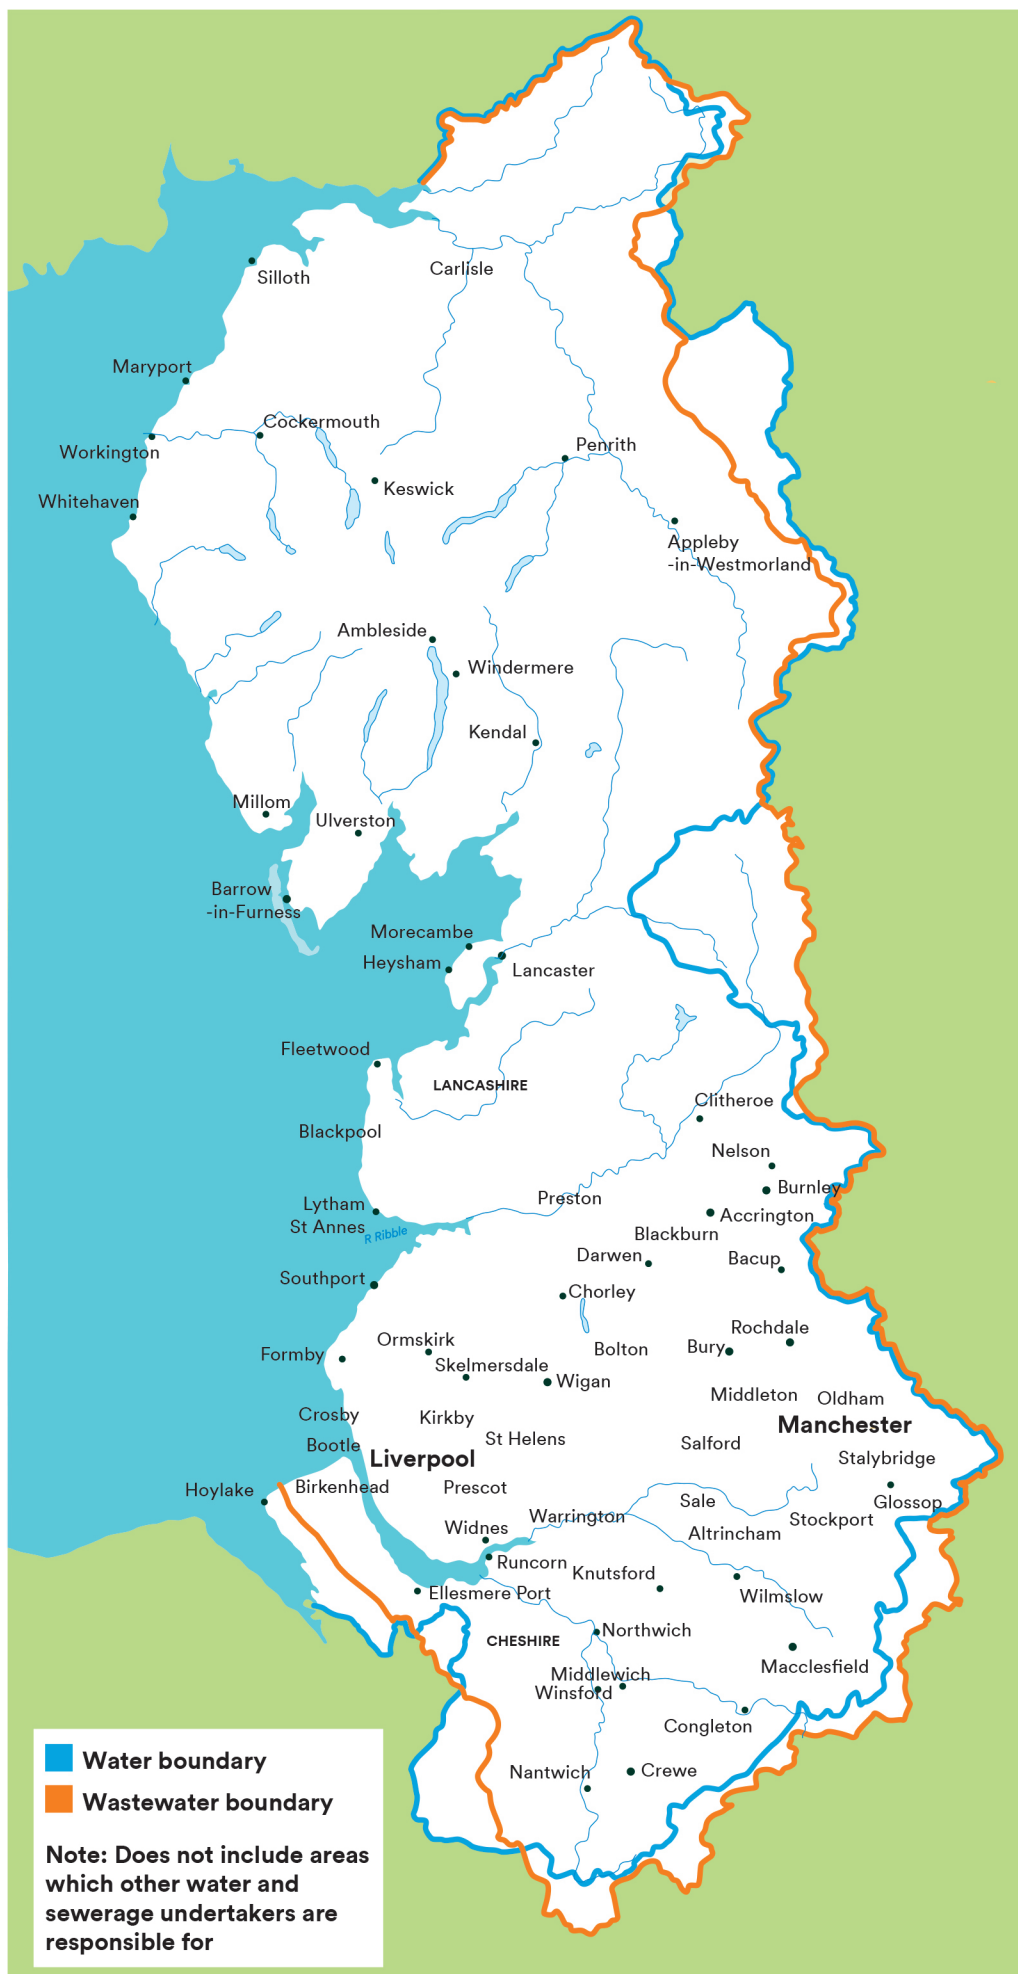 Carlisle
Silloth
Maryport
Cockermouth
Workington
Penrith
Keswick
Whitehaven
Appleby
-in-Westmorland
Ambleside
Windermere
Kendal
Millom
Ulverston
Barrow
-in-Furness
Morecambe
Heysham
Lancaster
Fleetwood
LANCASHIRE
Clitheroe
Blackpool
Nelson
Burnley
Preston
Lytham
St Annes
R Ribble
Accrington
Blackburn
Darwen
Bacup
Southport
Chorley
Rochdale
Ormskirk
Bolton
Bury
Formby
Skelmersdale
Wigan
Middleton
Oldham
Crosby
Kirkby
Manchester
Bootle
St Helens
Salford
Liverpool
Stalybridge
Hoylake
Birkenhead
Prescot
Sale
Glossop
Warrington
Stockport
Widnes
Altrincham
Runcorn
Knutsford
Ellesmere Port
Wilmslow
Northwich
CHESHIRE
Macclesfield
Middlewich
Winsford
Congleton
Nantwich
Crewe
Water boundary
Wastewater boundary
Note: Does not include areas
which other water and
sewerage undertakers are
responsible for